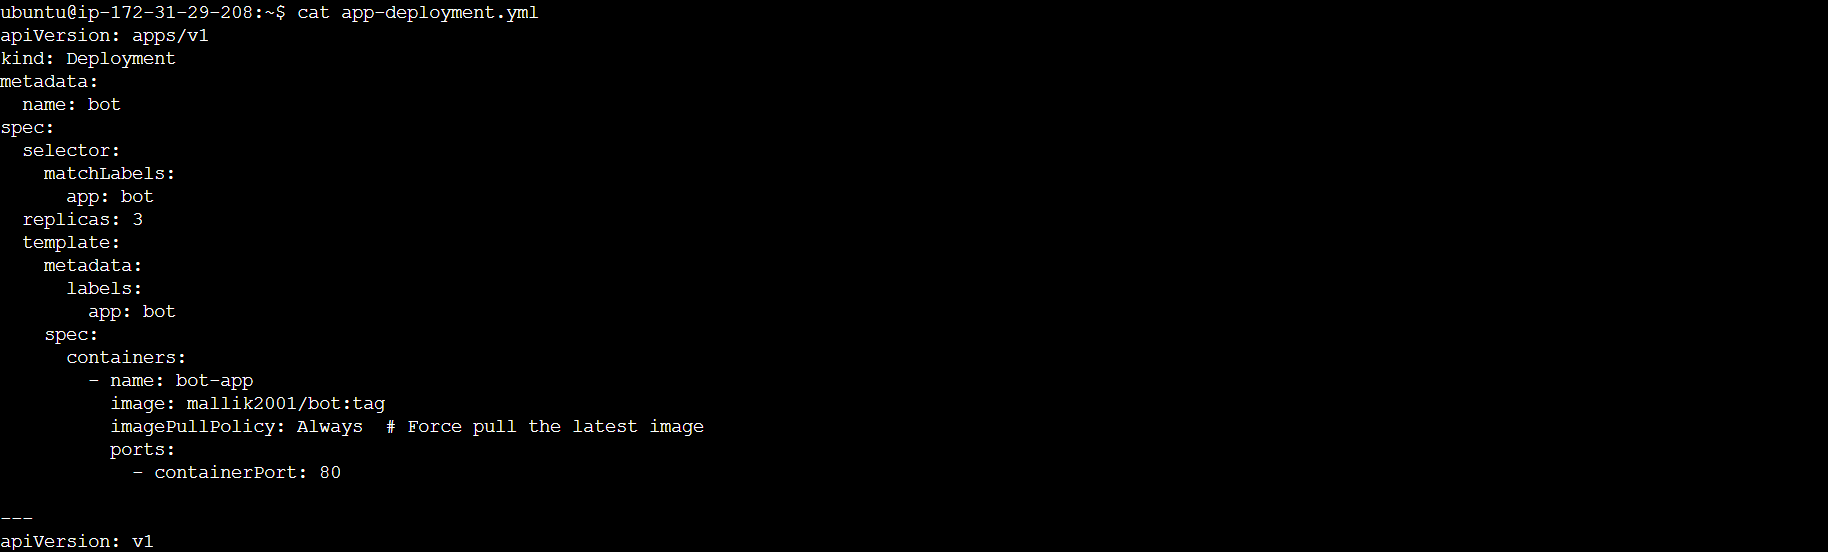 ubuntu@ip-172-31-29-208:~$ cat app-deployment.yml
apiVersion: apps/v1
kind: Deployment
metadata:
  name: bot
spec:
  selector:
    matchLabels:
      app: bot
  replicas: 3
  template:
    metadata:
      labels:
        app: bot
    spec:
      containers:
        - name: bot-app
          image: mallik2001/bot:tag
          imagePullPolicy: Always  # Force pull the latest image
          ports:
            - containerPort: 80

---
apiVersion: v1